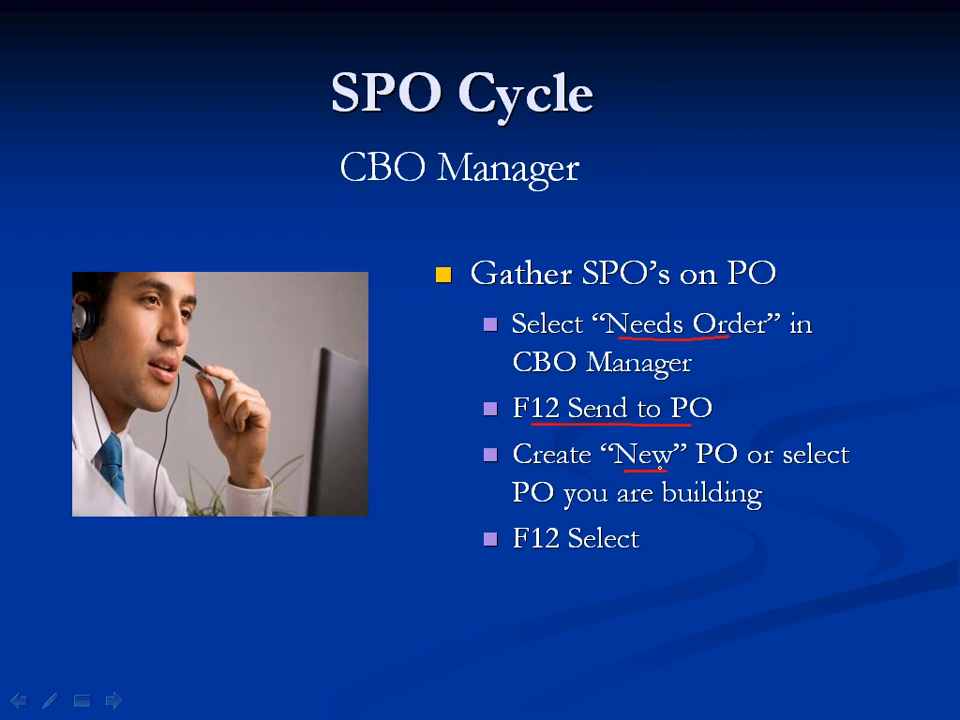 SPO Cycle
CBO Manager
Gather SPO's on PO
Select “Needs Order” in
CBO Manager
F12 Send to PO
Create “New” PO or select
PO you are building
F12 Select